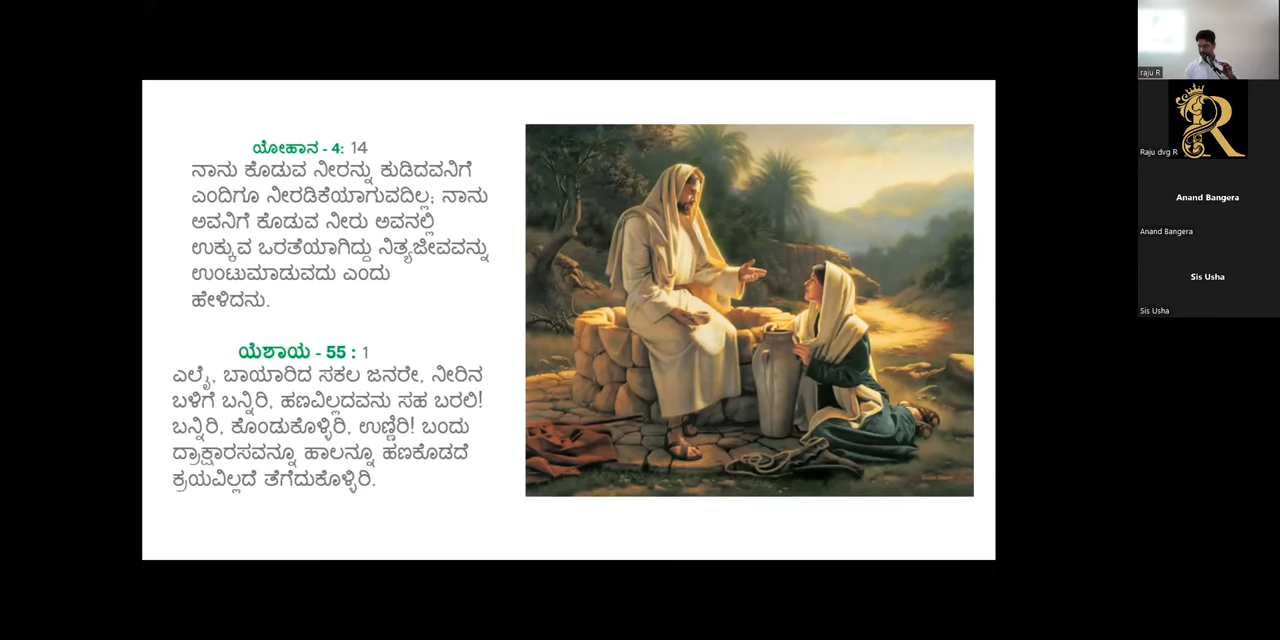 ಯೋಹಾನ - 4: 14
ನಾನು ಕೊಡುವ ನೀರನ್ನು ಕುಡಿದವನಿಗೆ
ಎಂದಿಗೂ ನೀರಡಿಕೆಯಾಗುವದಿಲ್ಲ; ನಾನು
ಅವನಿಗೆ ಕೊಡುವ ನೀರು ಅವನಲ್ಲಿ
ಉಕ್ಕುವ ಒರತೆಯಾಗಿದ್ದು ನಿತ್ಯಜೀವವನ್ನು
ಉಂಟುಮಾಡುವದು ಎಂದು
ಹೇಳಿದನು.
ಯೆಶಾಯ - 55 : 1
ಎಲೈ, ಬಾಯಾರಿದ ಸಕಲ ಜನರೇ, ನೀರಿನ
ಬಳಿಗೆ ಬನ್ನಿರಿ, ಹಣವಿಲ್ಲದವನು ಸಹ ಬರಲಿ!
ಬನ್ನಿರಿ, ಕೊಂಡುಕೊಳ್ಳಿರಿ, ಉಣ್ಣಿರಿ! ಬಂದು
ದ್ರಾಕ್ಷಾರಸವನ್ನೂ ಹಾಲನ್ನೂ ಹಣಕೊಡದೆ
ಕ್ರಯವಿಲ್ಲದೆ ತೆಗೆದುಕೊಳ್ಳಿರಿ.
raju R
R
Raju dvg R
Anand Bangera
Anand Bangera
Sis Usha
Sis Usha